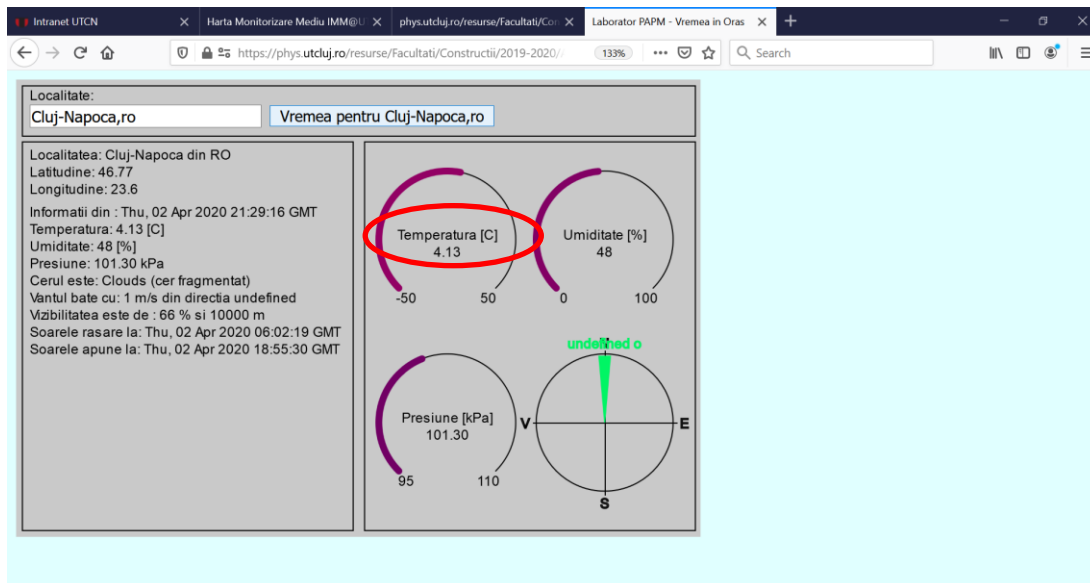 Intranet UTCN
Harta Monitorizare Mediu IMM@U
phys.utcluj.ro/resurse/Facultati/Con
Laborator PAPM - Vremea in Oras
https://phys.utcluj.ro/resurse/Facultati/Constructii/2019-2020/
133%
Search
Localitate:
Cluj-Napoca,ro
Vremea pentru Cluj-Napoca,ro
Localitatea: Cluj-Napoca din RO
Latitudine: 46.77
Longitudine: 23.6
Informatii din : Thu, 02 Apr 2020 21:29:16 GMT
Temperatura: 4.13 [C]
Umiditate: 48 [%]
Presiune: 101.30 kPa
Cerul este: Clouds (cer fragmentat)
Vantul bate cu: 1 m/s din directia undefined
Vizibilitatea este de : 66 % si 10000 m
Soarele rasare la: Thu, 02 Apr 2020 06:02:19 GMT
Soarele apune la: Thu, 02 Apr 2020 18:55:30 GMT
Temperatura [C]
4.13
-50 50
Umiditate [%]
48
0 100
Presiune [kPa]
101.30
95 110
undefined o
V E
S